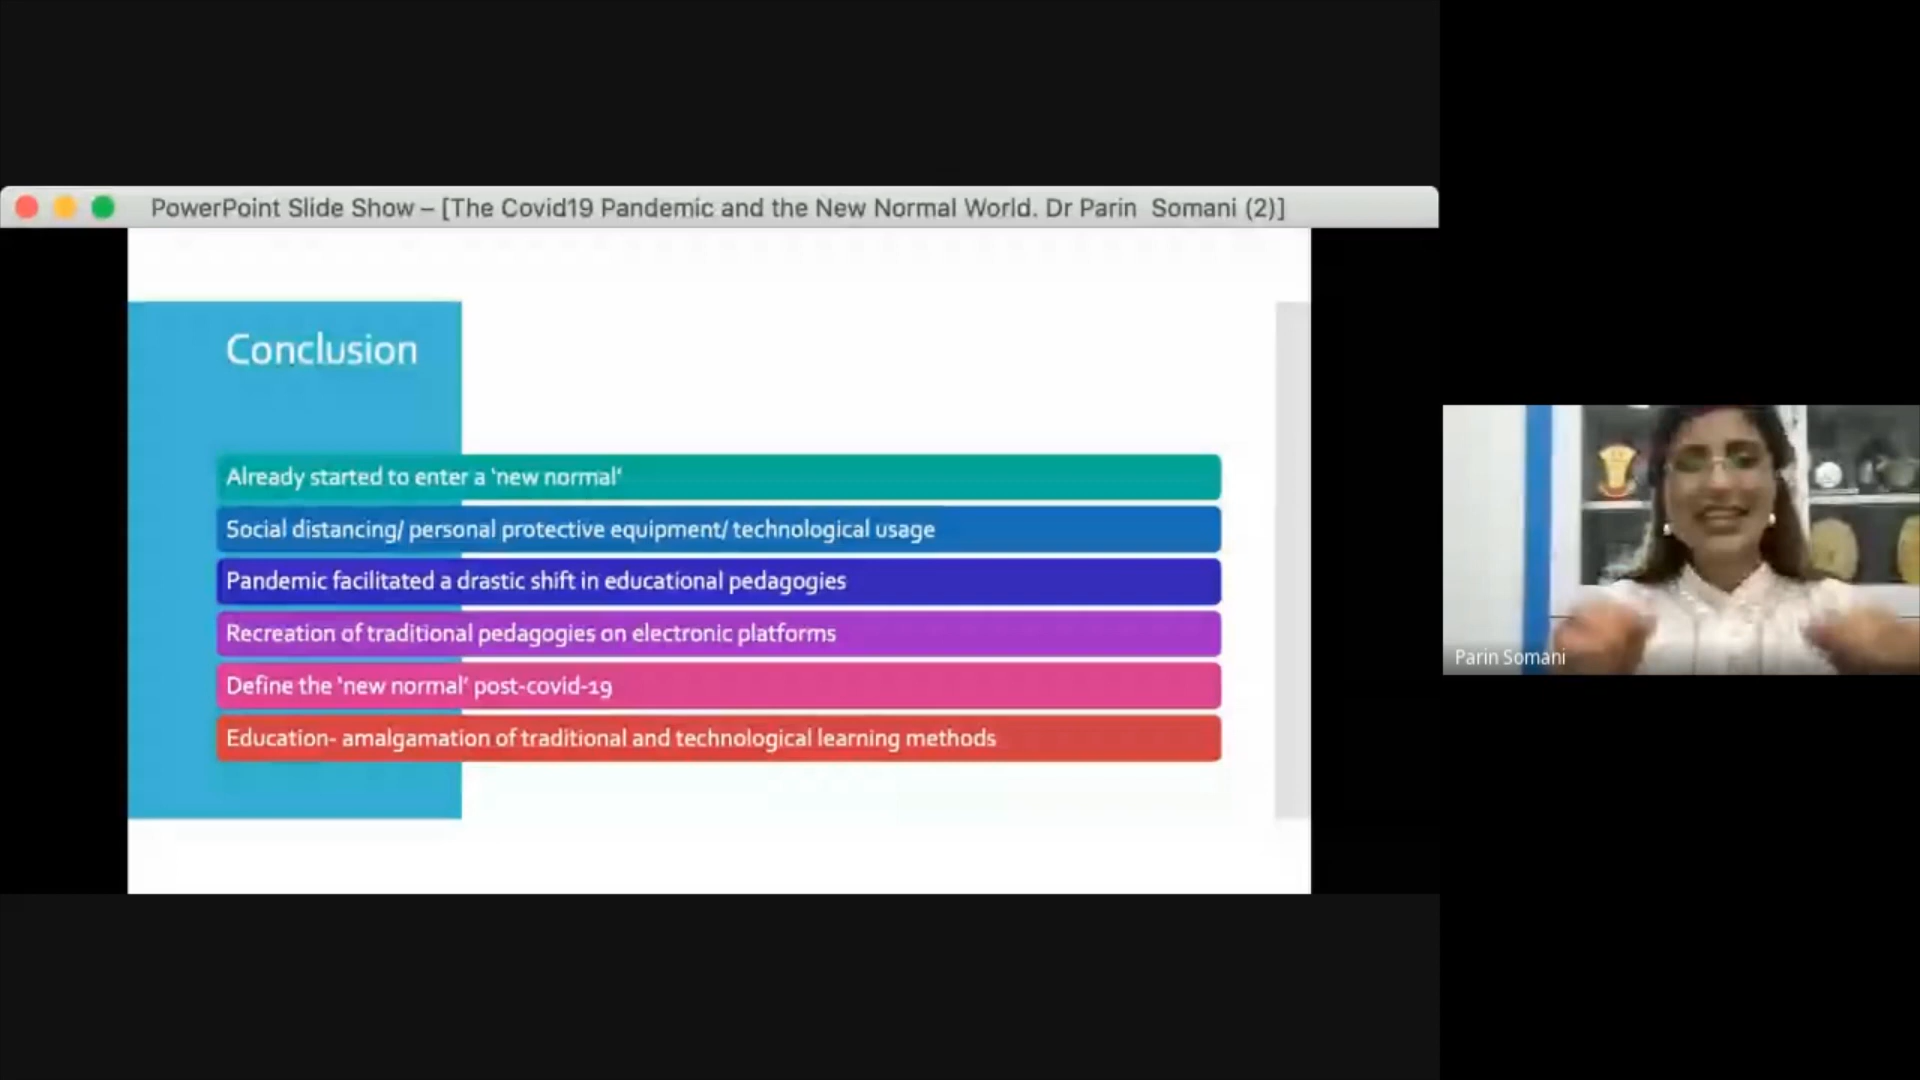 PowerPoint Slide Show – [The Covid19 Pandemic and the New Normal World. Dr Parin  Somani (2)]
Conclusion
Already started to enter a ‘new normal’
Social distancing/ personal protective equipment/ technological usage
Pandemic facilitated a drastic shift in educational pedagogies
Recreation of traditional pedagogies on electronic platforms
Define the ‘new normal’ post-covid-19
Education- amalgamation of traditional and technological learning methods
Parin Somani